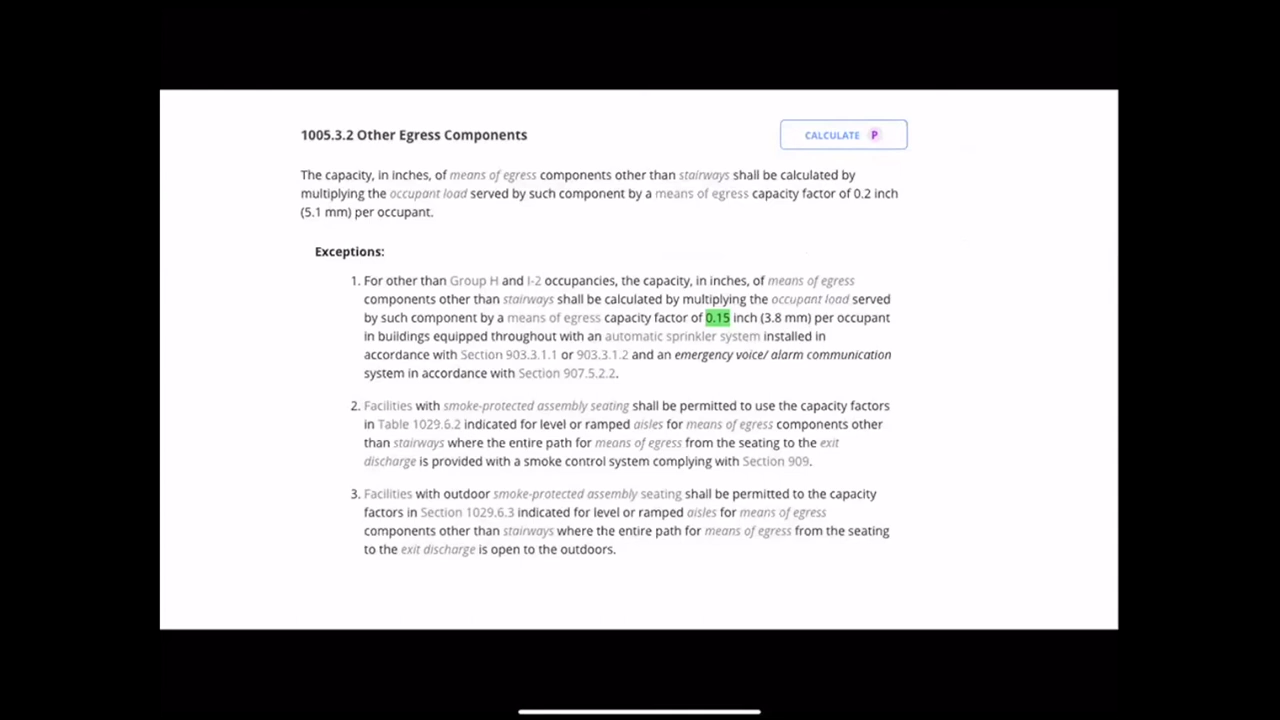 1005.3.2 Other Egress Components
CALCULATE P
The capacity, in inches, of means of egress components other than stairways shall be calculated by
multiplying the occupant load served by such component by a means of egress capacity factor of 0.2 inch
(5.1 mm) per occupant.
Exceptions:
1. For other than Group H and I-2 occupancies, the capacity, in inches, of means of egress
components other than stairways shall be calculated by multiplying the occupant load served
by such component by a means of egress capacity factor of 0.15 inch (3.8 mm) per occupant
in buildings equipped throughout with an automatic sprinkler system installed in
accordance with Section 903.3.1.1 or 903.3.1.2 and an emergency voice/ alarm communication
system in accordance with Section 907.5.2.2.
2. Facilities with smoke-protected assembly seating shall be permitted to use the capacity factors
in Table 1029.6.2 indicated for level or ramped aisles for means of egress components other
than stairways where the entire path for means of egress from the seating to the exit
discharge is provided with a smoke control system complying with Section 909.
3. Facilities with outdoor smoke-protected assembly seating shall be permitted to the capacity
factors in Section 1029.6.3 indicated for level or ramped aisles for means of egress
components other than stairways where the entire path for means of egress from the seating
to the exit discharge is open to the outdoors.